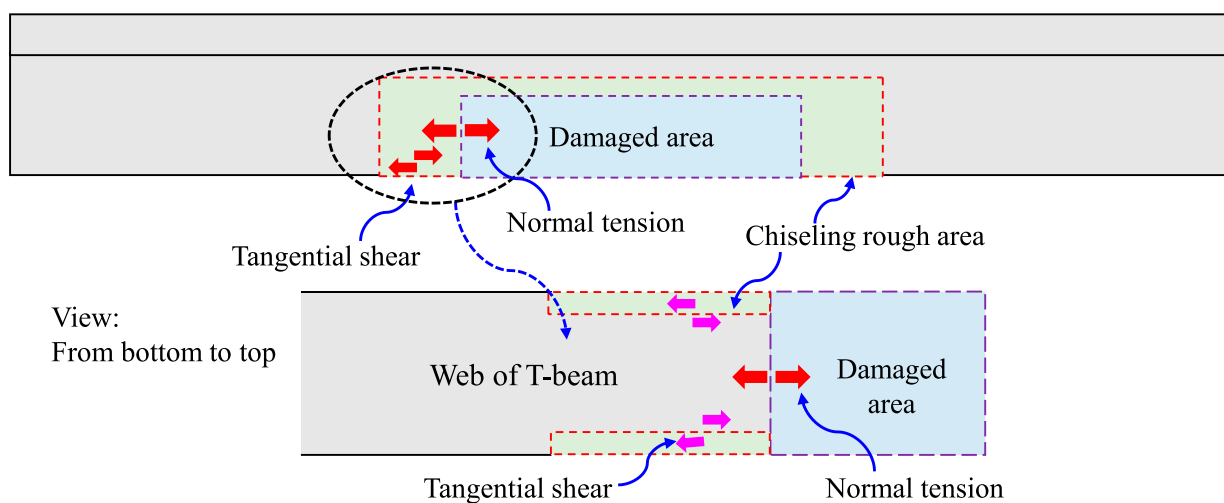 Damaged area
Normal tension
Tangential shear
Chiseling rough area
View:
From bottom to top
Web of T-beam
Damaged
area
Tangential shear
Normal tension